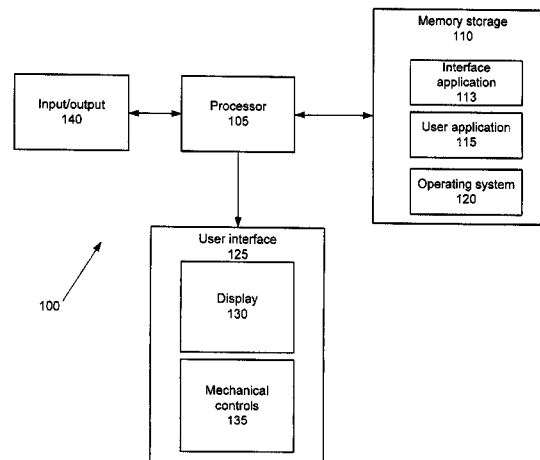 Memory storage
110
Interface
application
113
User application
115
Operating system
120
Input/output
140
Processor
105
User interface
125
Display
130
Mechanical
controls
135
100